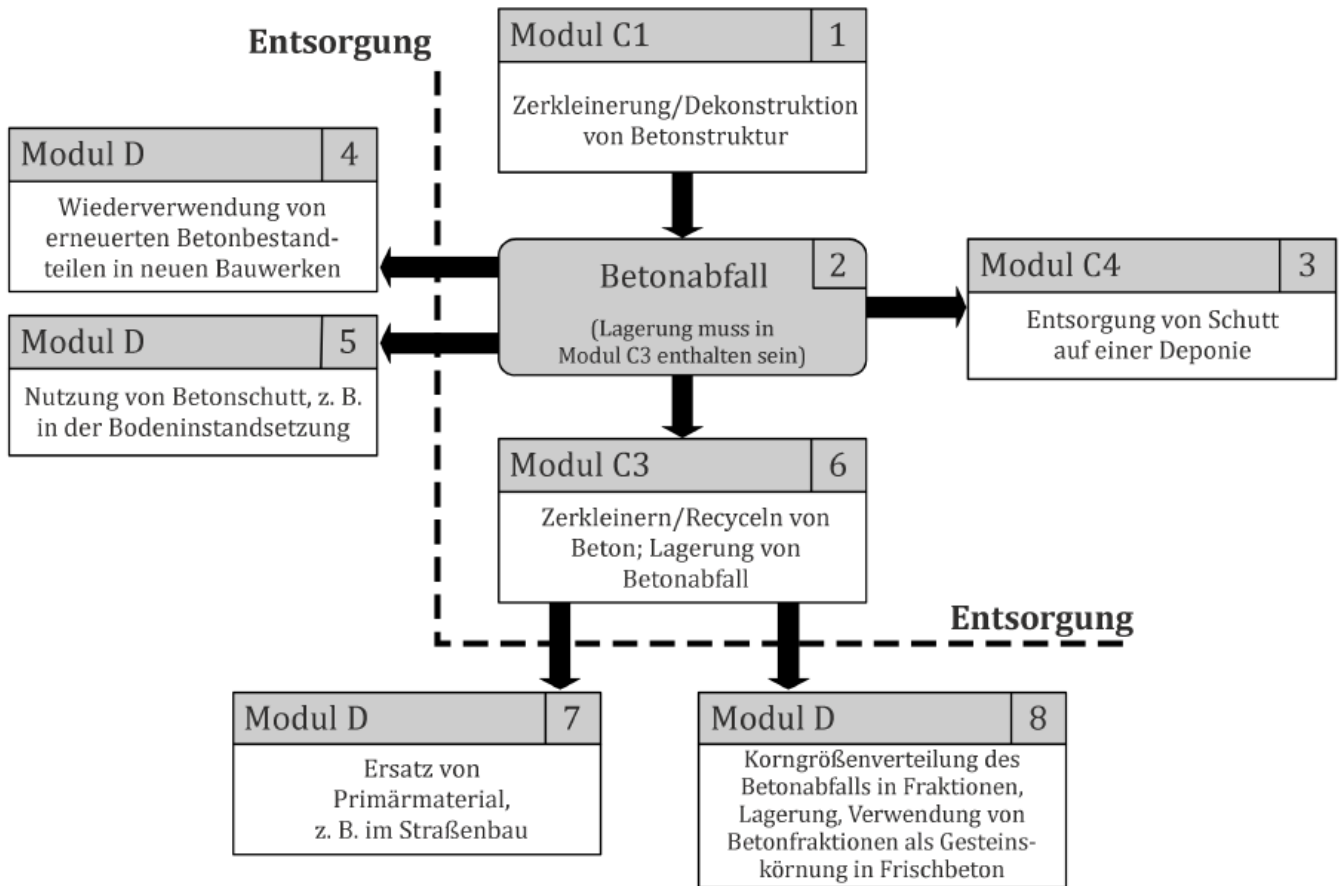 Entsorgung
Modul C1 1
Zerkleinerung/Dekonstruktion
von Betonstruktur
Modul D 4
Wiederverwendung von
erneuerten Betonbestand-
teilen in neuen Bauwerken
Betonabfall 2
(Lagerung muss in
Modul C3 enthalten sein)
Modul C4 3
Entsorgung von Schutt
auf einer Deponie
Modul D 5
Nutzung von Betonschutt, z. B.
in der Bodeninstandsetzung
Modul C3 6
Zerkleinern/Recyceln von
Beton; Lagerung von
Betonabfall
Entsorgung
Modul D 7
Ersatz von
Primärmaterial,
z. B. im Straßenbau
Modul D 8
Korngrößenverteilung des
Betonabfalls in Fraktionen,
Lagerung, Verwendung von
Betonfraktionen als Gesteins-
körnung in Frischbeton